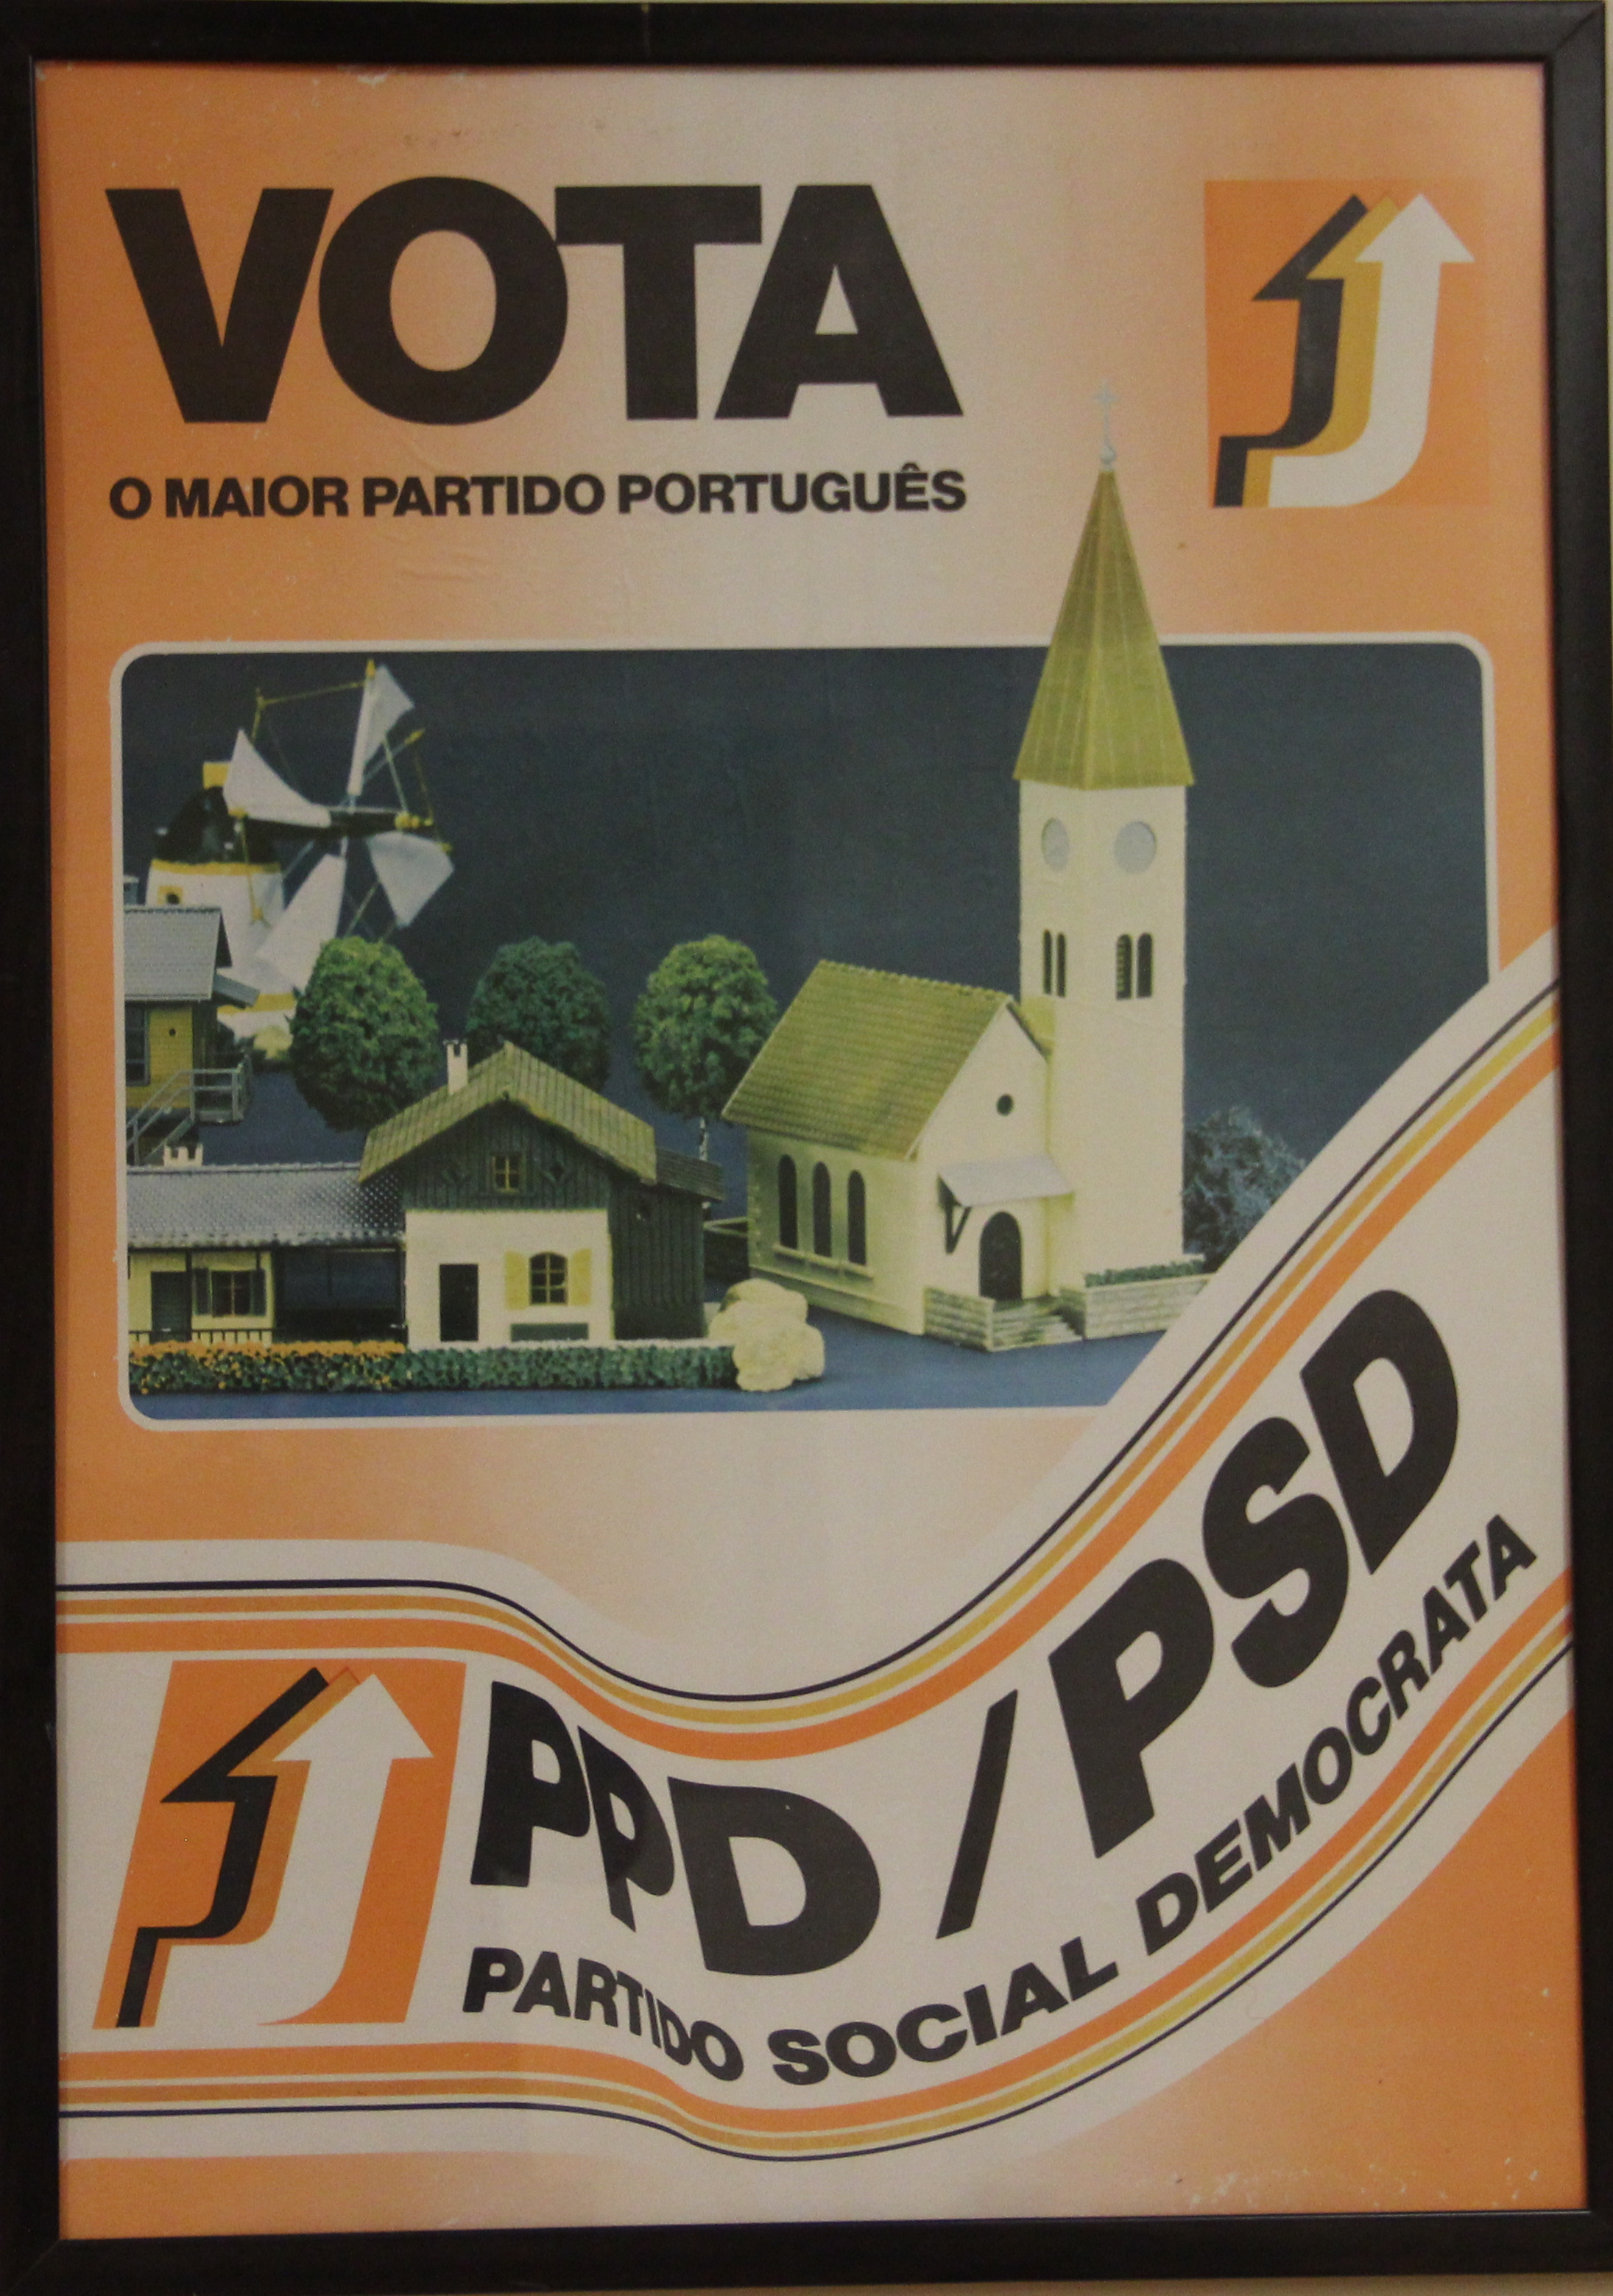 VOTA
O MAIOR PARTIDO PORTUGUÊS
PPD / PSD
PARTIDO SOCIAL DEMOCRATA